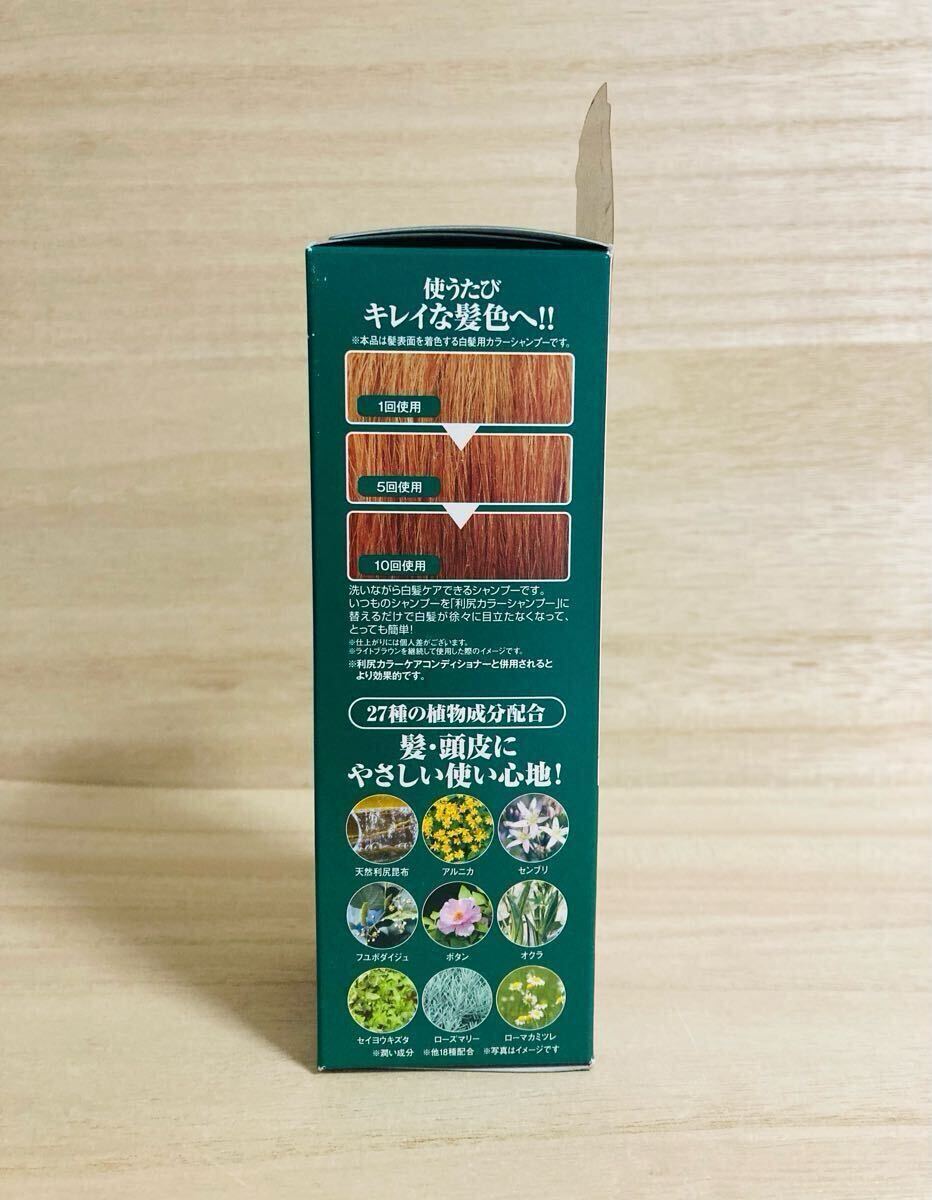 使うたび
キレイな髪色へ!!
※本品は髪表面を着色する白髪用カラーシャンプーです。
1回使用
5回使用
10回使用
洗いながら白髪ケアできるシャンプーです。
いつものシャンプーを「利尻カラーシャンプー」に
替えるだけで白髪が徐々に目立たなくなって、
とっても簡単!
※仕上がりには個人差がございます。
※ライトブラウンを継続して使用した際のイメージです。
※利尻カラーケアコンディショナーと併用されると
より効果的です。
27種の植物成分配合
髪・頭皮に
やさしい使い心地!
天然利尻昆布 アルニカ センブリ
フユボダイジュ ボタン オクラ
セイヨウキズタ ローズマリー ローマカミツレ
※潤い成分 ※他18種配合 ※写真はイメージです